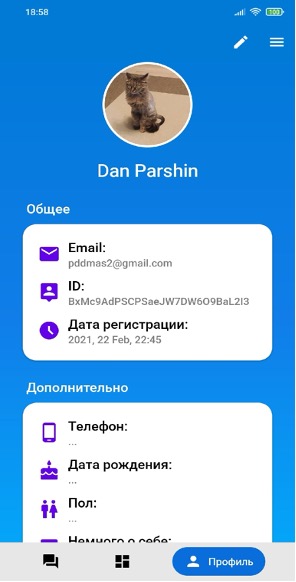 18:58
100
Dan Parshin
Общее
Email:
pddmas2@gmail.com
ID:
BxMc9AdPSCPSaeJW7DW6O9BaL2I3
Дата регистрации:
2021, 22 Feb, 22:45
Дополнительно
Телефон:
...
Дата рождения:
...
Пол:
...
Немного о себе:
Профиль